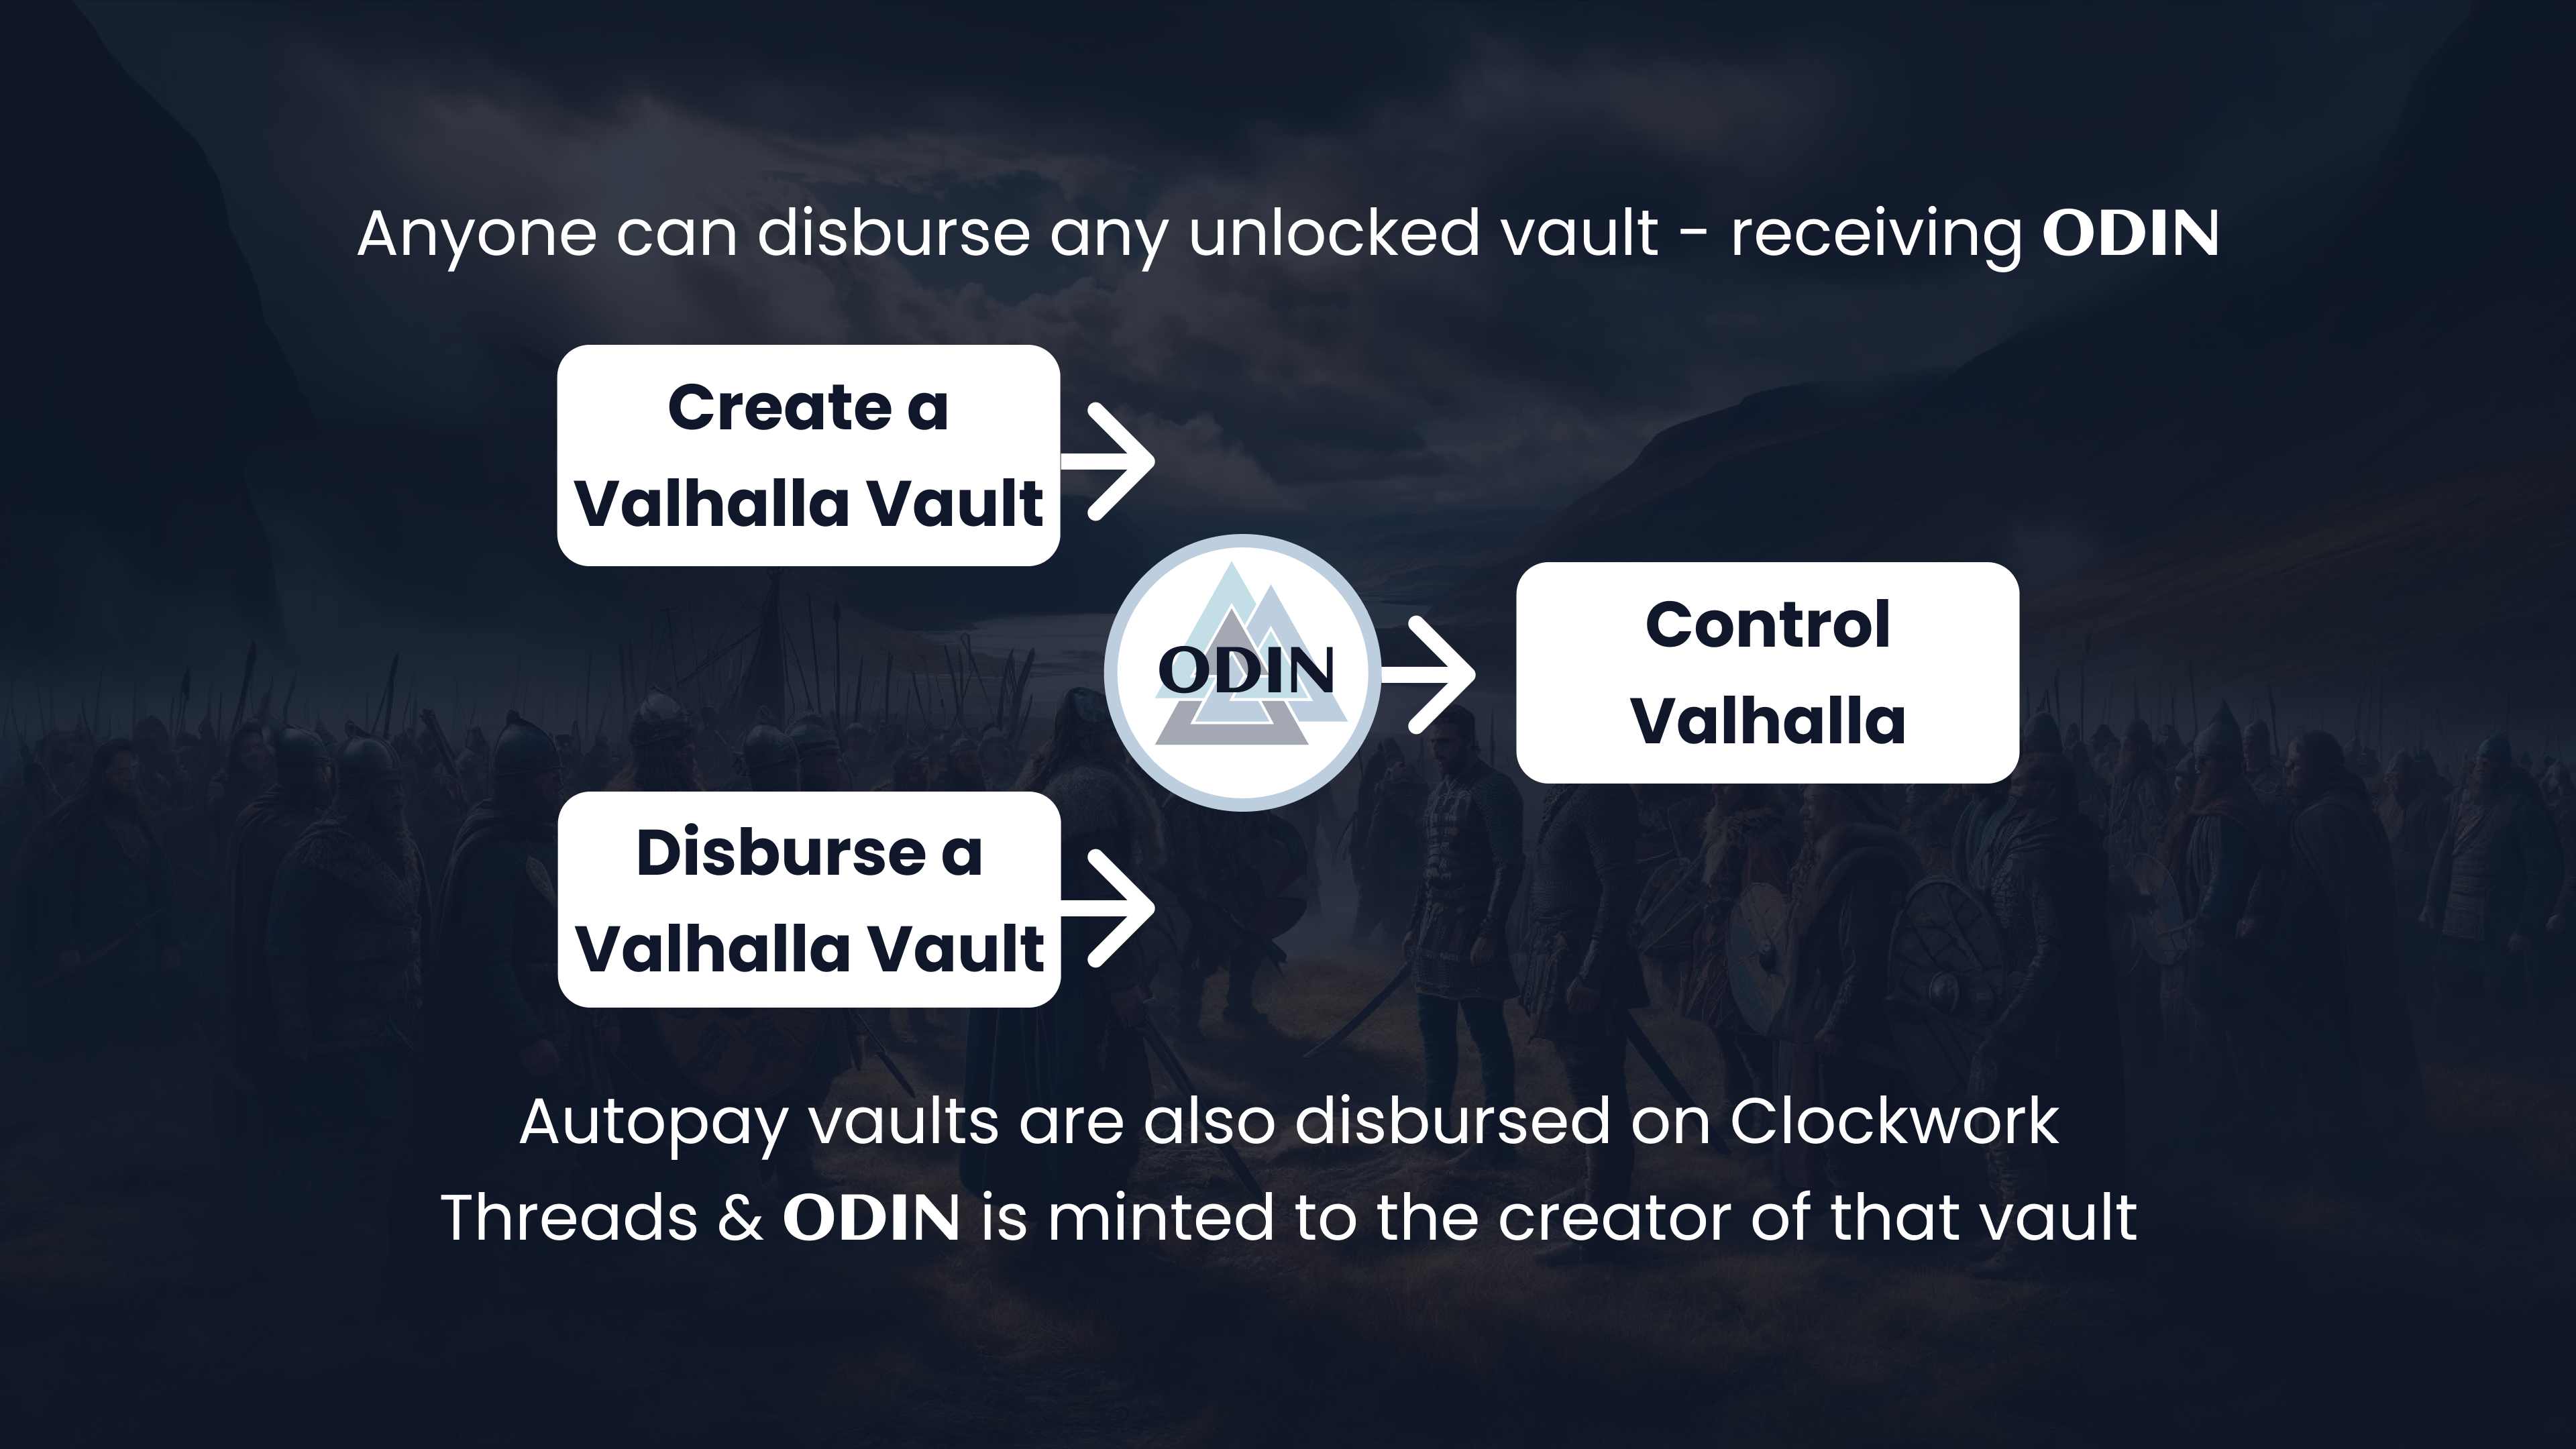 Anyone can disburse any unlocked vault - receiving ODIN
Create a
Valhalla Vault
ODIN
Control
Valhalla
Disburse a
Valhalla Vault
Autopay vaults are also disbursed on Clockwork
Threads & ODIN is minted to the creator of that vault